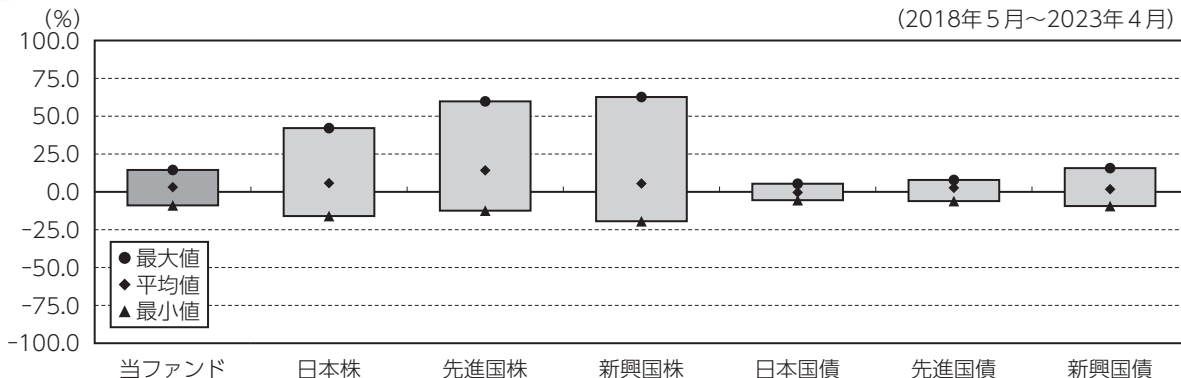 (%)
(2018年5月~2023年4月)
100.0
75.0
50.0
25.0
0.0
-25.0
-50.0
-75.0
-100.0
●最大値
◆平均値
▲最小値
当ファンド 日本株 先進国株 新興国株 日本国債 先進国債 新興国債